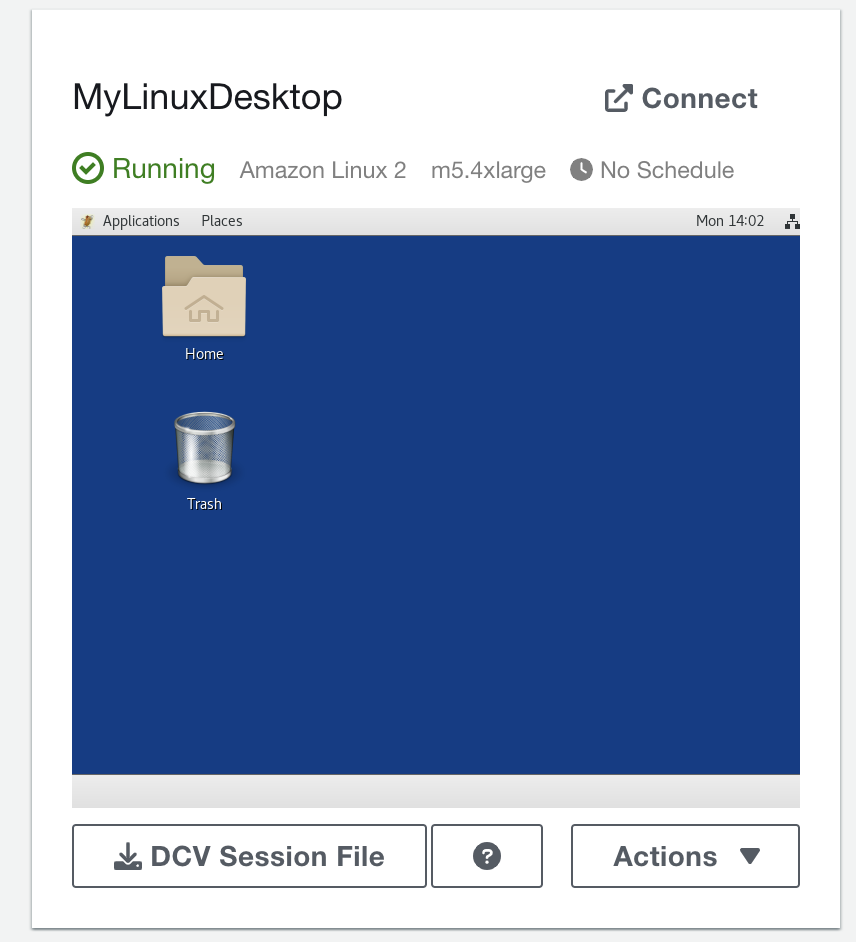 MyLinuxDesktop Connect
Running Amazon Linux 2 m5.4xlarge No Schedule
Applications Places Mon 14:02
Home
Trash
DCV Session File ? Actions